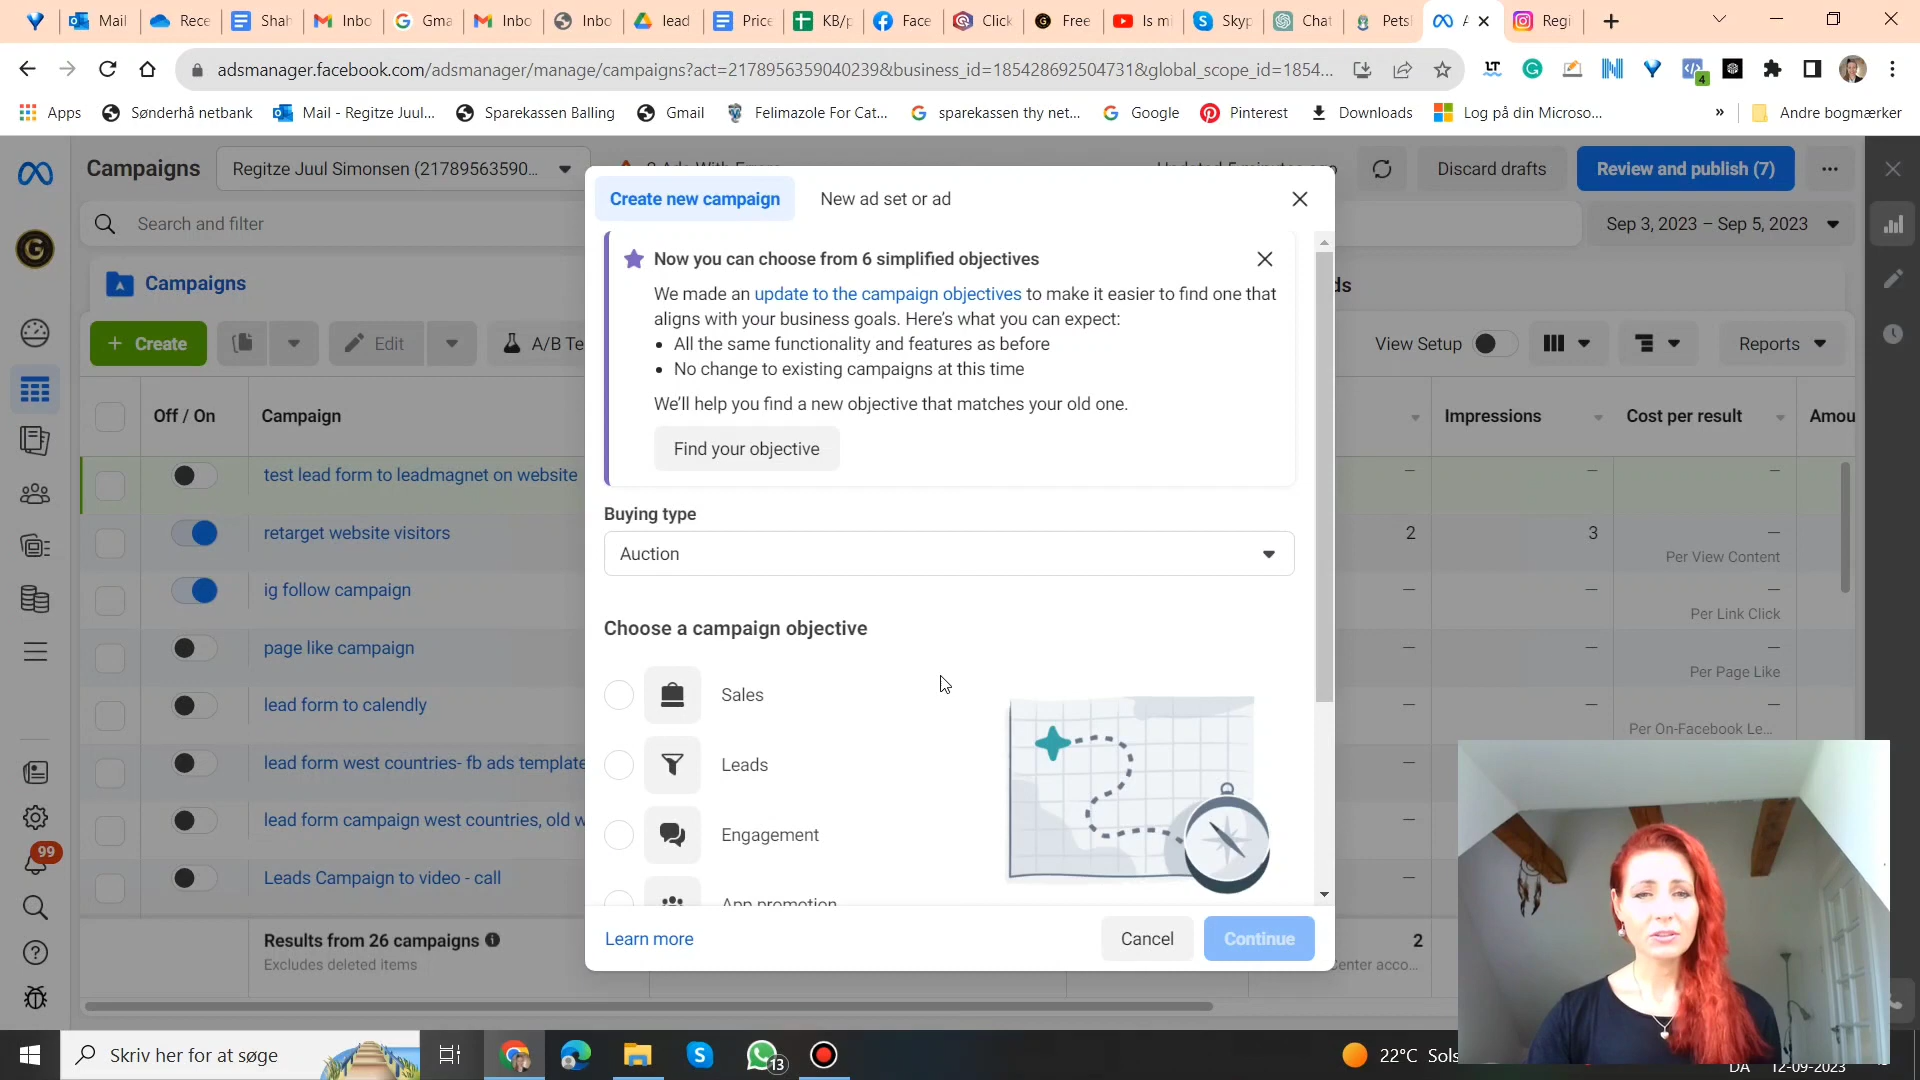 Mail
Rece
Shah
Inbo
Gma
Inbo
Inbo
lead
Price
KB/p
Face
Click
Free
Is mi
Skyp
Chat
Pets
Regi
adsmanager.facebook.com/adsmanager/manage/campaigns?act=2178956359040239&business_id=185428692504731&global_scope_id=1854...
Apps
Sønderhå netbank
Mail - Regitze Juul...
Sparekassen Balling
Gmail
Felimazole For Cat...
sparekassen thy net...
Google
Pinterest
Downloads
Log på din Microso...
»
Andre bogmærker
Campaigns
Regitze Juul Simonsen (21789563590...
Discard drafts
Review and publish (7)
Search and filter
Sep 3, 2023 – Sep 5, 2023
Campaigns
ds
+ Create
Edit
A/B Te
View Setup
Reports
Off / On
Campaign
Impressions
Cost per result
Amou
test lead form to leadmagnet on website
— — —
retarget website visitors
2 3 —
Per View Content
ig follow campaign
— — —
Per Link Click
page like campaign
— — —
Per Page Like
lead form to calendly
— — —
Per On-Facebook Le...
lead form west countries- fb ads template
—
lead form campaign west countries, old w
—
Leads Campaign to video - call
—
Results from 26 campaigns
Excludes deleted items
2
Center acco...
99
Create new campaign
New ad set or ad
Now you can choose from 6 simplified objectives
We made an update to the campaign objectives to make it easier to find one that
aligns with your business goals. Here's what you can expect:
• All the same functionality and features as before
• No change to existing campaigns at this time
We'll help you find a new objective that matches your old one.
Find your objective
Buying type
Auction
Choose a campaign objective
Sales
Leads
Engagement
App promotion
Learn more
Cancel
Continue
Skriv her for at søge
13
22°C Sols
DA
12-09-2023